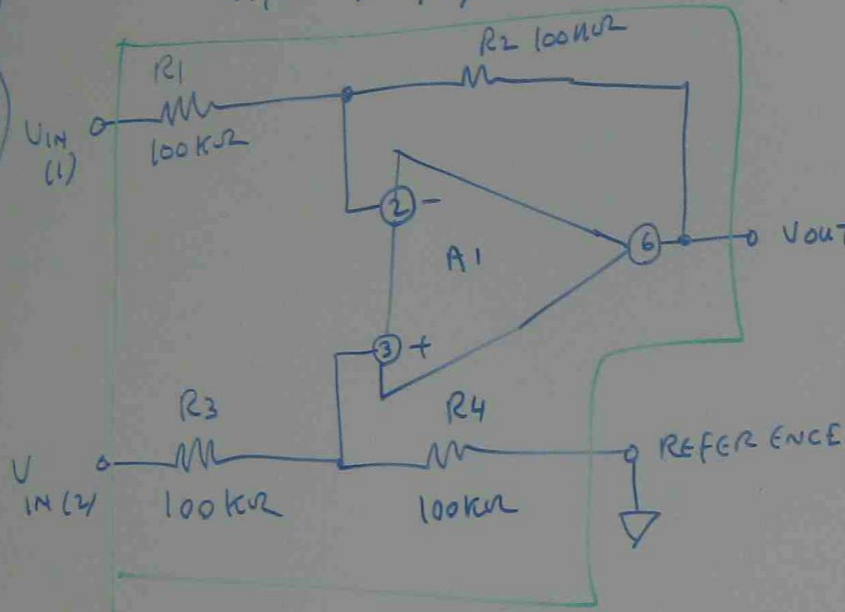 R2 100KΩ
R1
VIN
(1)
100KΩ
2 -
A1
6
VOUT
3 +
R3
R4
V
IN (2)
100KΩ
100KΩ
REFERENCE